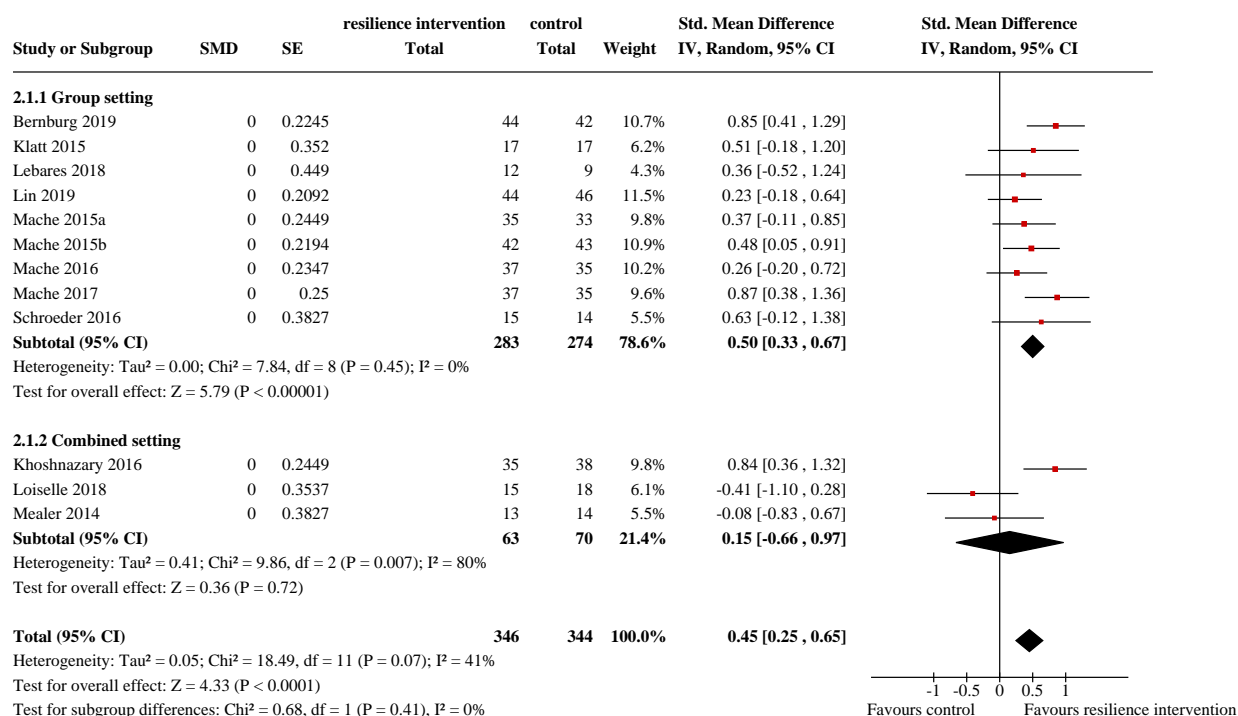 resilience intervention control Std. Mean Difference Std. Mean Difference
Study or Subgroup SMD SE Total Total Weight IV, Random, 95% CI IV, Random, 95% CI
2.1.1 Group setting
Bernburg 2019 0 0.2245 44 42 10.7% 0.85 [0.41 , 1.29]
Klatt 2015 0 0.352 17 17 6.2% 0.51 [-0.18 , 1.20]
Lebares 2018 0 0.449 12 9 4.3% 0.36 [-0.52 , 1.24]
Lin 2019 0 0.2092 44 46 11.5% 0.23 [-0.18 , 0.64]
Mache 2015a 0 0.2449 35 33 9.8% 0.37 [-0.11 , 0.85]
Mache 2015b 0 0.2194 42 43 10.9% 0.48 [0.05 , 0.91]
Mache 2016 0 0.2347 37 35 10.2% 0.26 [-0.20 , 0.72]
Mache 2017 0 0.25 37 35 9.6% 0.87 [0.38 , 1.36]
Schroeder 2016 0 0.3827 15 14 5.5% 0.63 [-0.12 , 1.38]
Subtotal (95% CI) 283 274 78.6% 0.50 [0.33 , 0.67]
Heterogeneity: Tau² = 0.00; Chi² = 7.84, df = 8 (P = 0.45); I² = 0%
Test for overall effect: Z = 5.79 (P < 0.00001)
2.1.2 Combined setting
Khoshnazary 2016 0 0.2449 35 38 9.8% 0.84 [0.36 , 1.32]
Loiselle 2018 0 0.3537 15 18 6.1% -0.41 [-1.10 , 0.28]
Mealer 2014 0 0.3827 13 14 5.5% -0.08 [-0.83 , 0.67]
Subtotal (95% CI) 63 70 21.4% 0.15 [-0.66 , 0.97]
Heterogeneity: Tau² = 0.41; Chi² = 9.86, df = 2 (P = 0.007); I² = 80%
Test for overall effect: Z = 0.36 (P = 0.72)
Total (95% CI) 346 344 100.0% 0.45 [0.25 , 0.65]
Heterogeneity: Tau² = 0.05; Chi² = 18.49, df = 11 (P = 0.07); I² = 41%
Test for overall effect: Z = 4.33 (P < 0.0001) -1 -0.5 0 0.5 1
Test for subgroup differences: Chi² = 0.68, df = 1 (P = 0.41), I² = 0% Favours control Favours resilience intervention